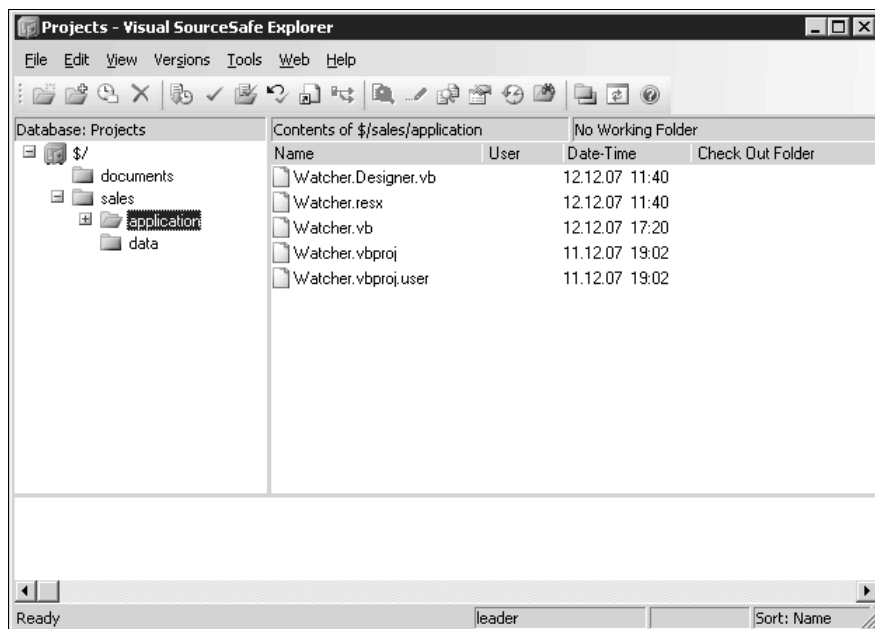 Projects - Visual SourceSafe Explorer
File Edit View Versions Tools Web Help
Database: Projects
Contents of $/sales/application
No Working Folder
$/
documents
sales
application
data
Name User Date-Time Check Out Folder
Watcher.Designer.vb 12.12.07 11:40
Watcher.resx 12.12.07 11:40
Watcher.vb 12.12.07 17:20
Watcher.vbproj 11.12.07 19:02
Watcher.vbproj.user 11.12.07 19:02
Ready leader Sort: Name